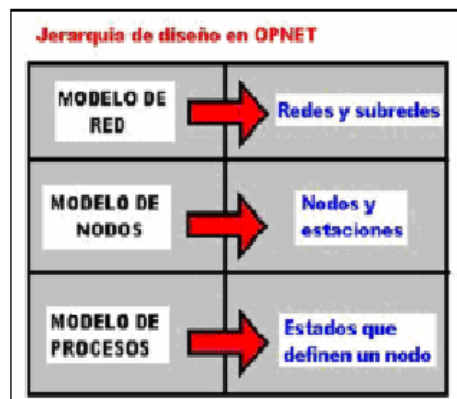 Jerarquia de diseño en OPNET
MODELO DE
RED
Redes y subredes
MODELO DE
NODOS
Nodos y
estaciones
MODELO DE
PROCESOS
Estados que
definen un nodo